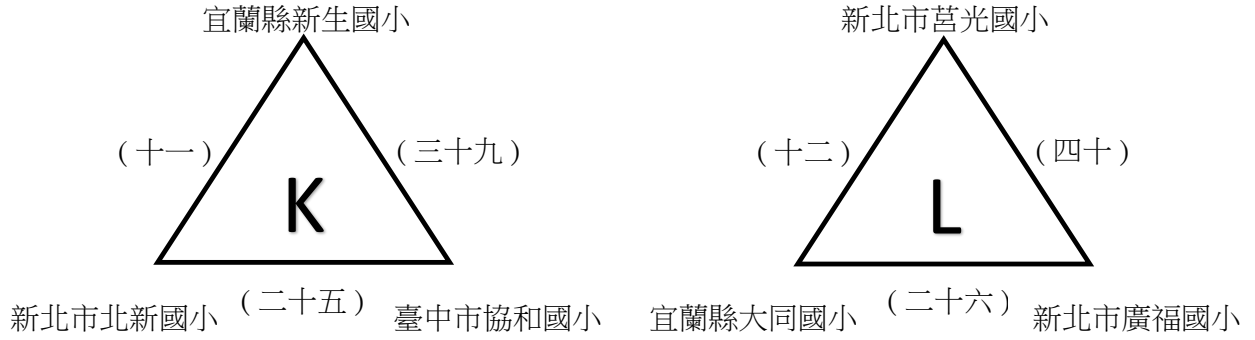 宜蘭縣新生國小
新北市莒光國小
(十一)
(三十九)
(十二)
(四十)
K
L
新北市北新國小
(二十五)
臺中市協和國小
宜蘭縣大同國小
(二十六)
新北市廣福國小